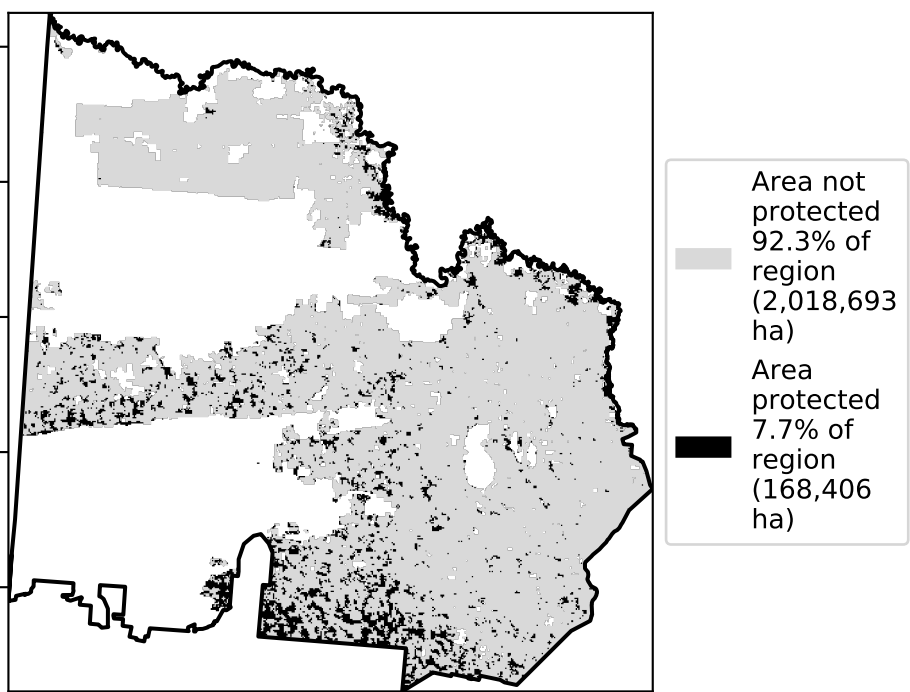 Area not
protected
92.3% of
region
(2,018,693
ha)
Area
protected
7.7% of
region
(168,406
ha)